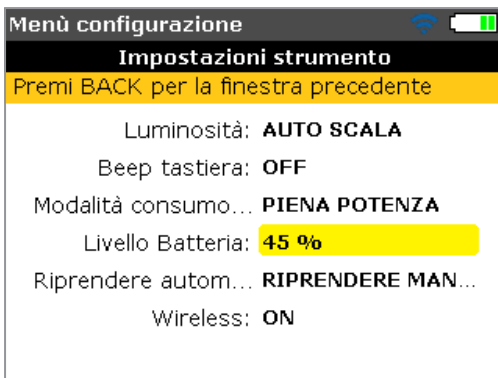 Menù configurazione
Impostazioni strumento
Premi BACK per la finestra precedente
Luminosità: AUTO SCALA
Beep tastiera: OFF
Modalità consumo... PIENA POTENZA
Livello Batteria: 45 %
Riprendere autom... RIPRENDERE MAN...
Wireless: ON